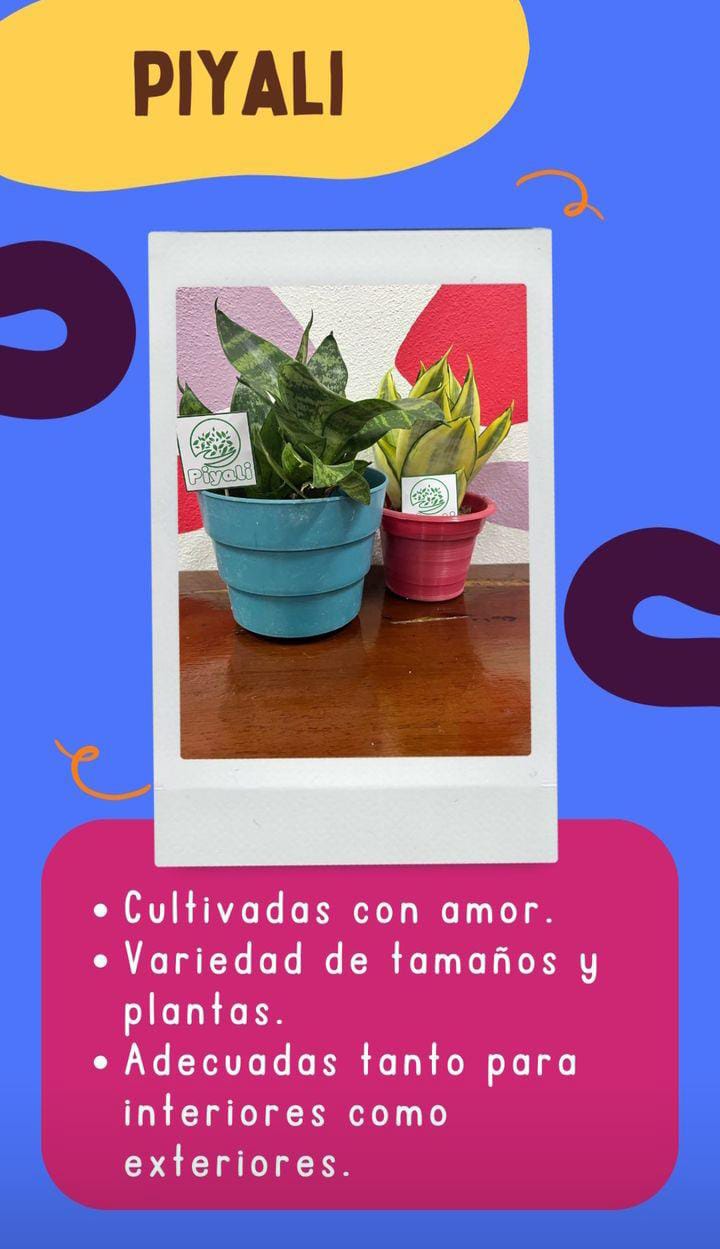 PIYALI
Piyali
• Cultivadas con amor.
• Variedad de tamaños y
plantas.
• Adecuadas tanto para
interiores como
exteriores.